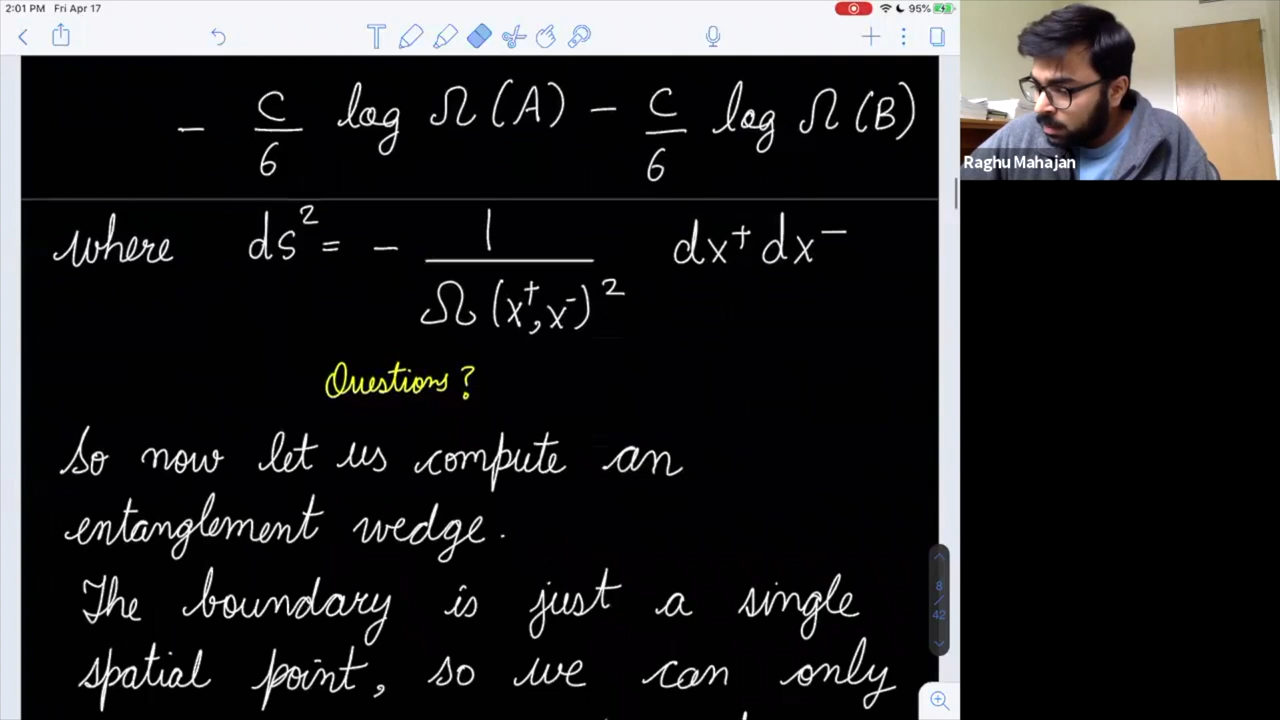 2:01 PM Fri Apr 17
95%
- c/6 log Ω(A) - c/6 log Ω(B)
where ds² = - 1/Ω(x⁺,x⁻)² dx⁺dx⁻
Questions?
So now let us compute an
entanglement wedge.
The boundary is just a single
spatial point, so we can only
8
/
42
Raghu Mahajan